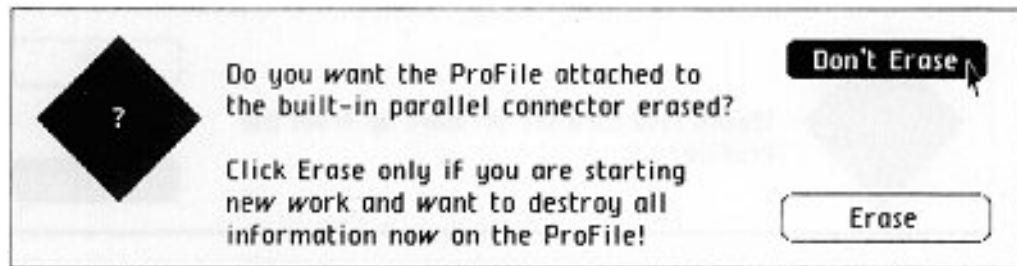 ?
Do you want the ProFile attached to
the built-in parallel connector erased?
Click Erase only if you are starting
new work and want to destroy all
information now on the ProFile!
Don't Erase
Erase